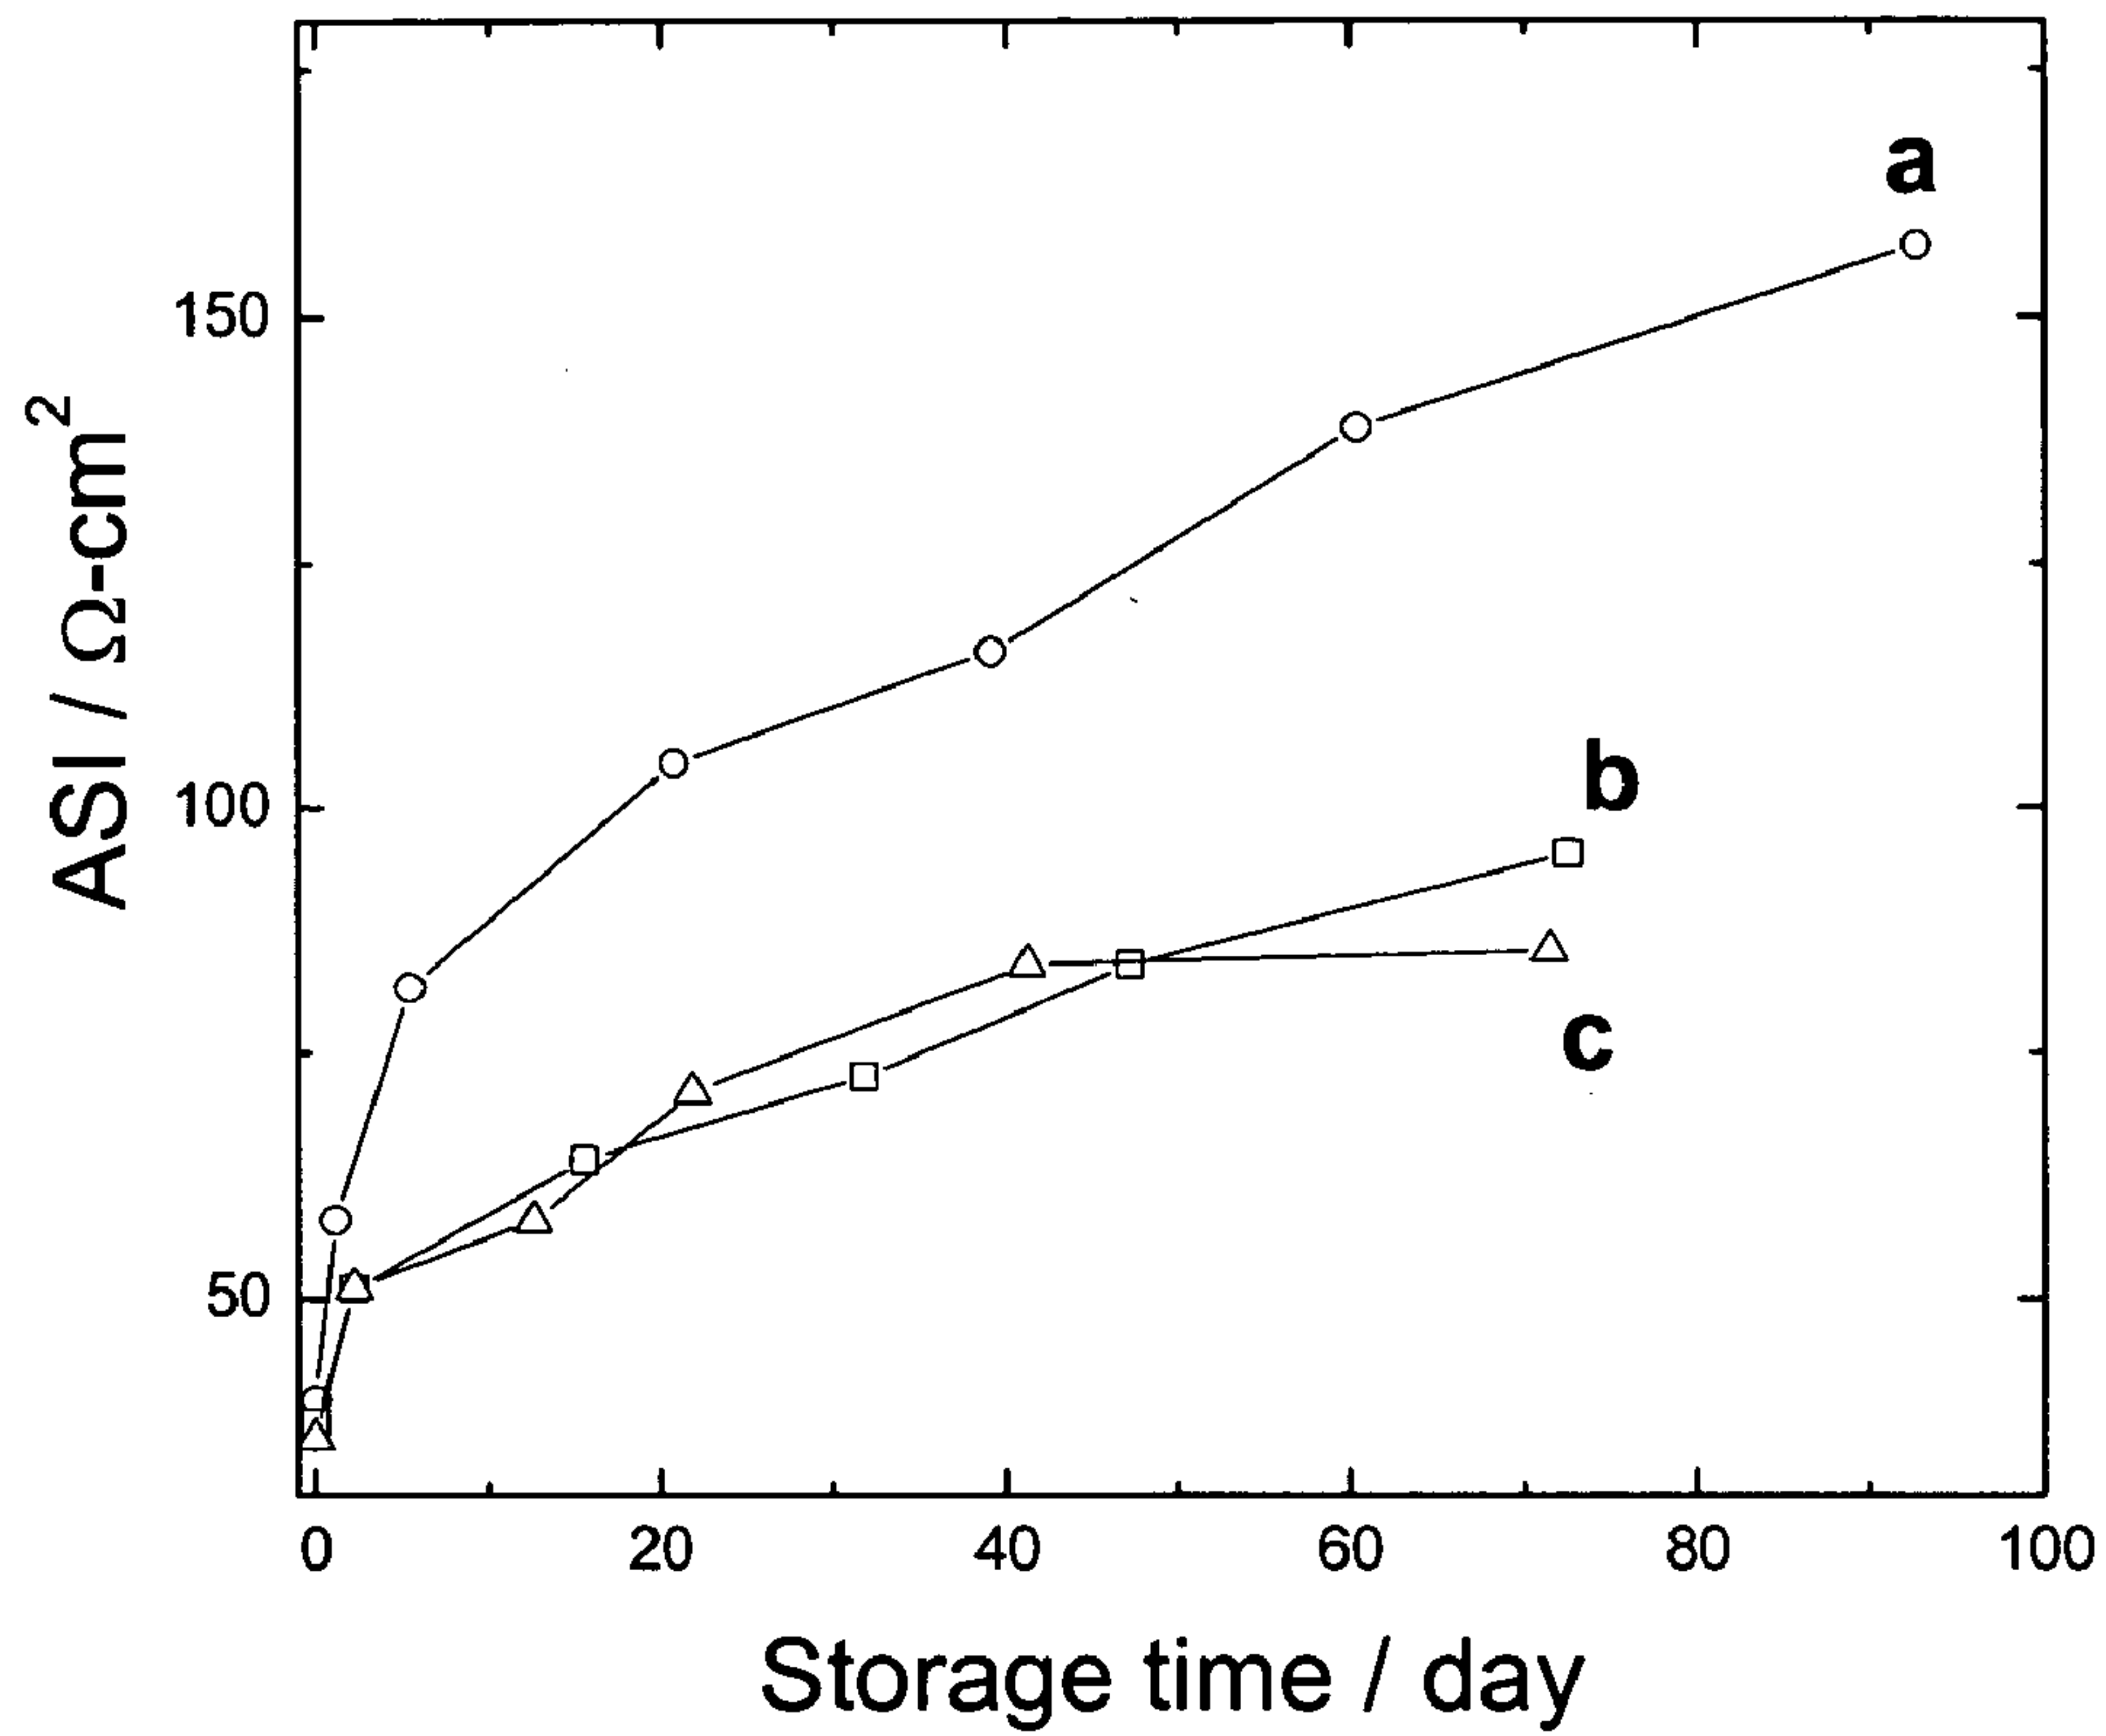 a
150
b
100
c
50
ASI / Ω-cm²
0 20 40 60 80 100
Storage time / day